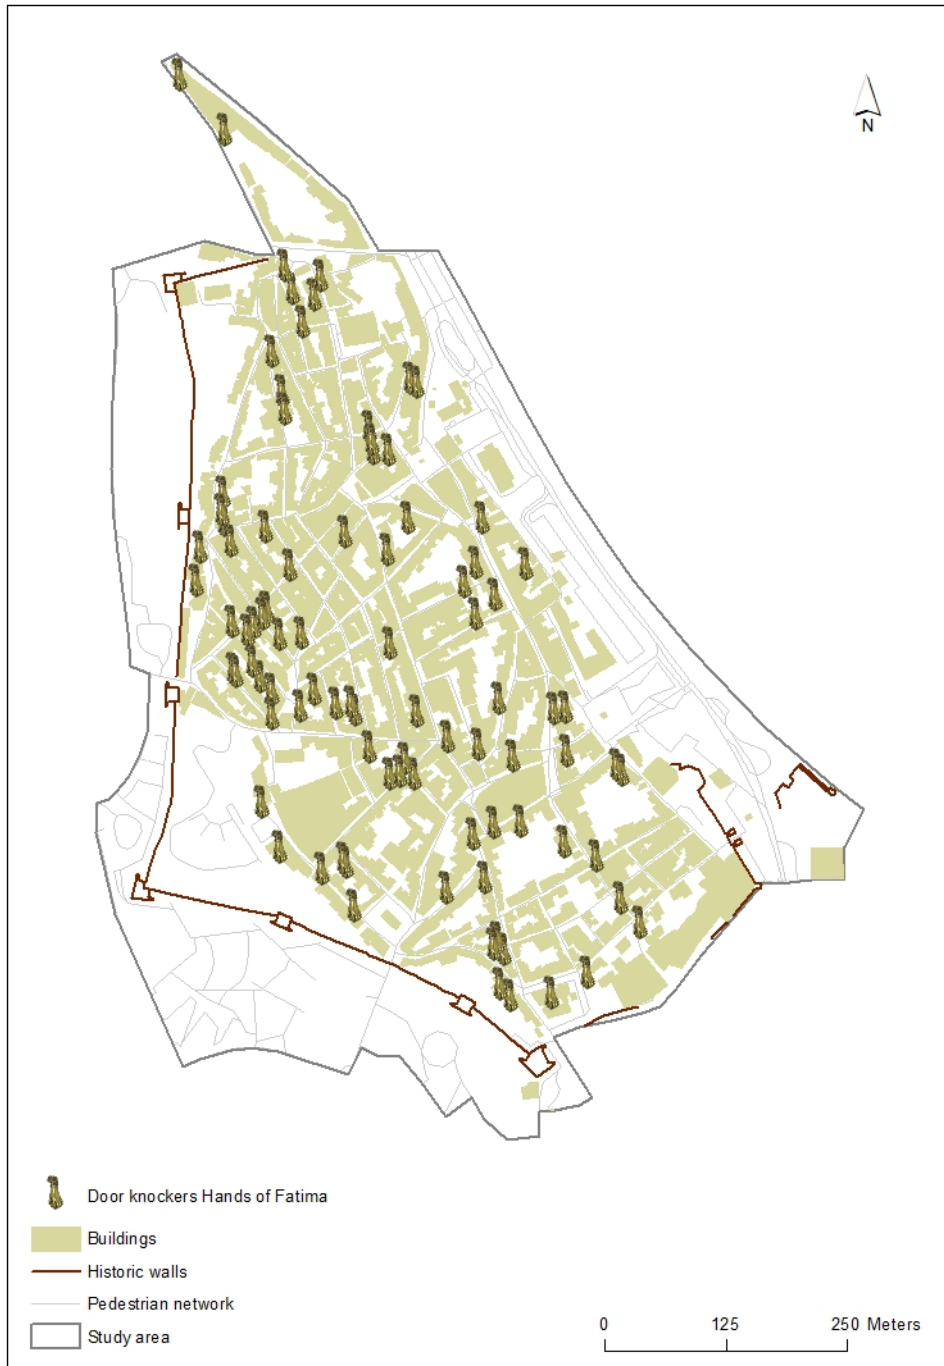 N
Door knockers Hands of Fatima
Buildings
Historic walls
Pedestrian network
Study area
0 125 250 Meters